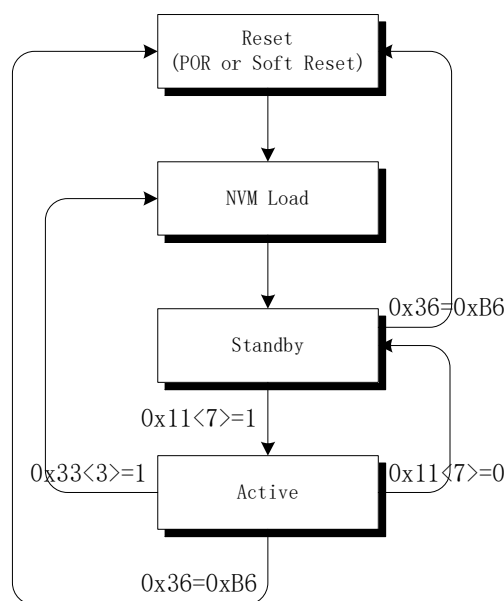 Reset
(POR or Soft Reset)
NVM Load
0x36=0xB6
Standby
0x11<7>=1
0x33<3>=1
Active
0x11<7>=0
0x36=0xB6